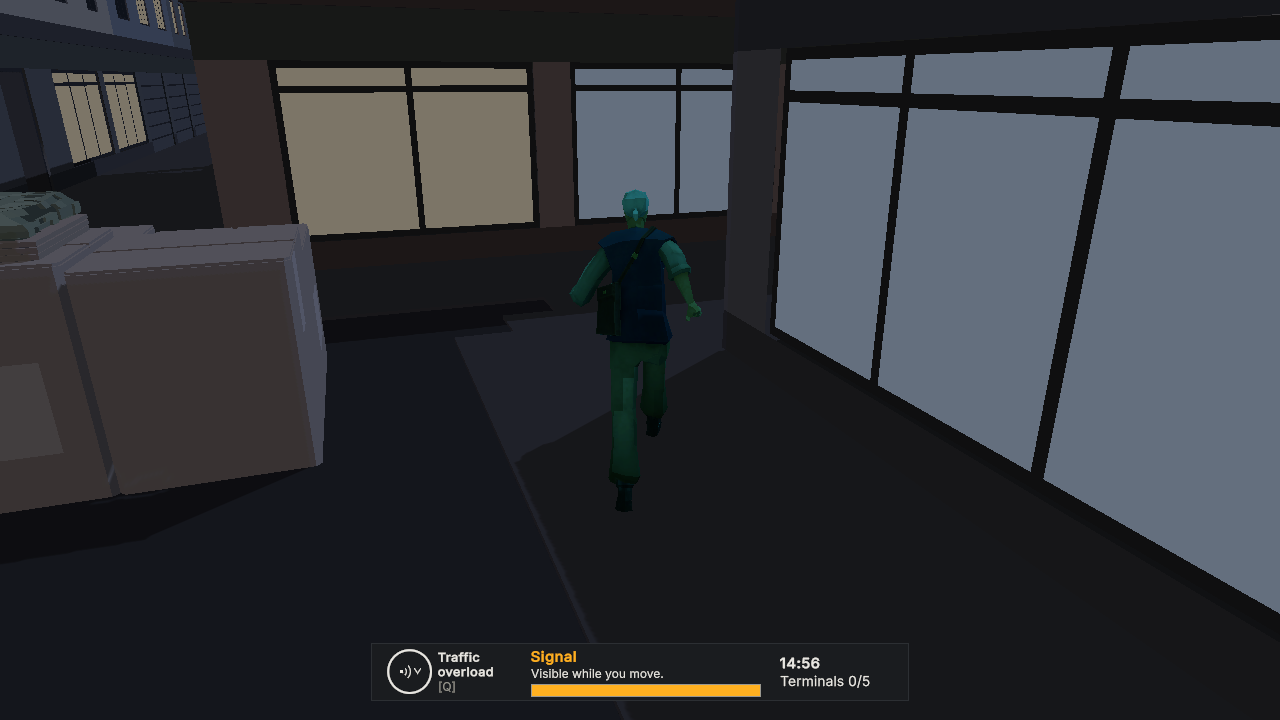 Traffic
overload
[Q]
Signal
Visible while you move.
14:56
Terminals 0/5